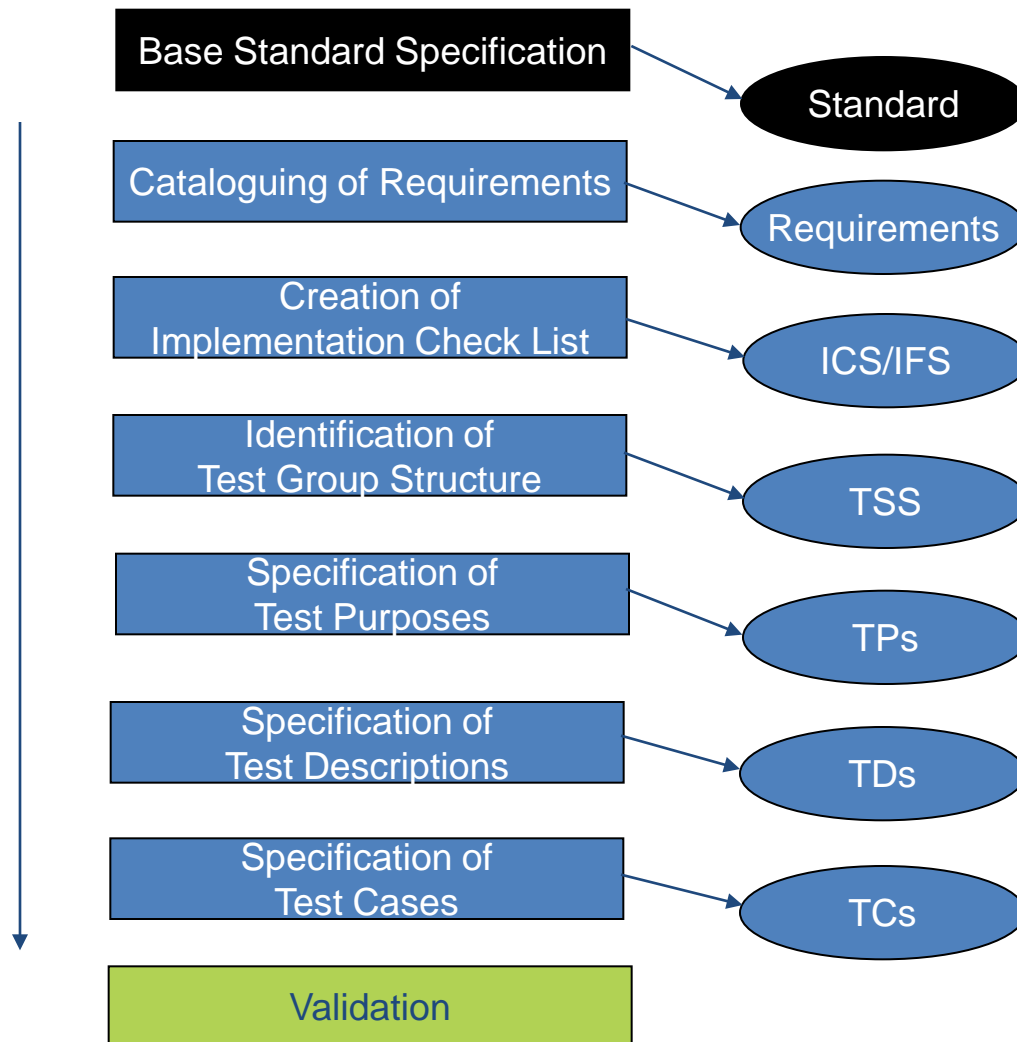 Base Standard Specification
Standard
Cataloguing of Requirements
Requirements
Creation of
Implementation Check List
ICS/IFS
Identification of
Test Group Structure
TSS
Specification of
Test Purposes
TPs
Specification of
Test Descriptions
TDs
Specification of
Test Cases
TCs
Validation